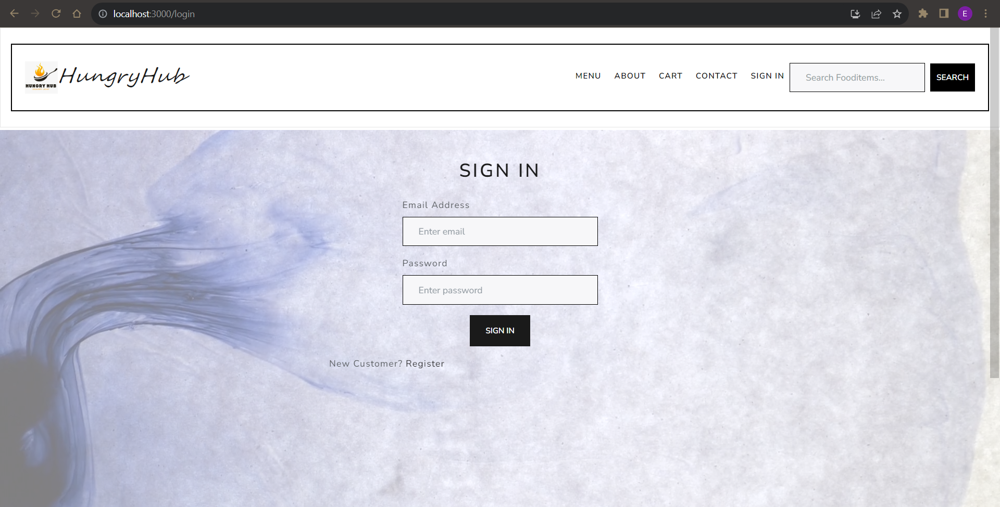 localhost:3000/login
E
HUNGRY HUB
HungryHub
MENU ABOUT CART CONTACT SIGN IN Search Fooditems... SEARCH
SIGN IN
Email Address
Enter email
Password
Enter password
SIGN IN
New Customer? Register